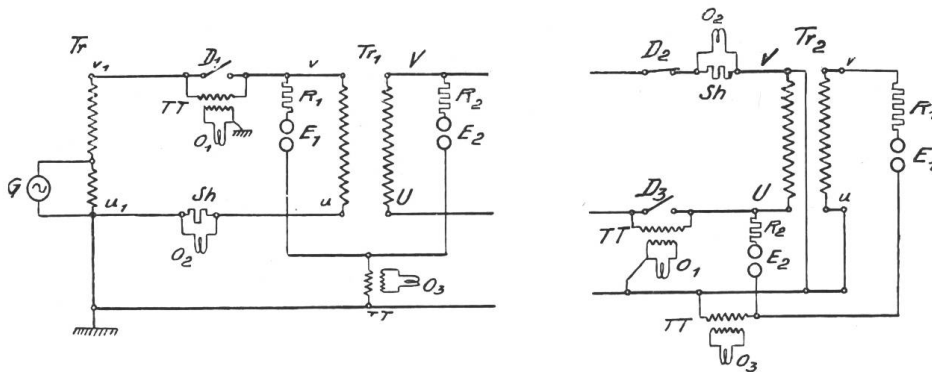 Tr v₁ D₁ v Tr₁ V
TT R₁ R₂
O₁ E₁ E₂
G
u₁ Sh u U
O₂
O₃
TT
O₂
D₂ V Tr₂ v
Sh R₁
E₁
D₃ U u
TT R₂
O₁ E₂
TT
O₃